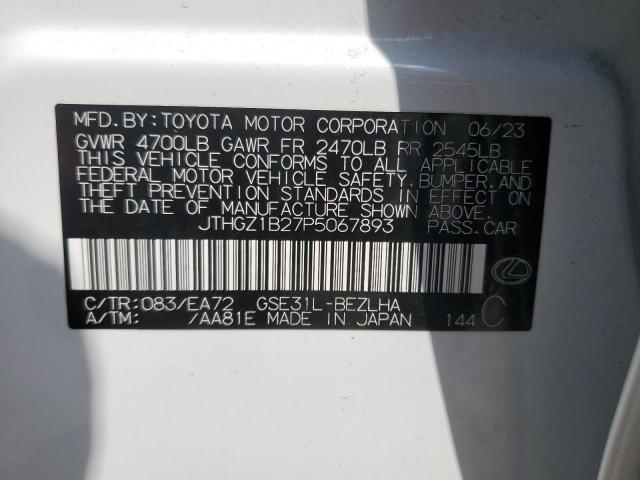 MFD. BY: TOYOTA MOTOR CORPORATION 06/23
GVWR 4700LB GAWR FR 2470LB RR 2545LB
THIS VEHICLE CONFORMS TO ALL APPLICABLE
FEDERAL MOTOR VEHICLE SAFETY, BUMPER, AND
THEFT PREVENTION STANDARDS IN EFFECT ON
THE DATE OF MANUFACTURE SHOWN ABOVE.
JTHGZ1B27P5067893 PASS. CAR
C/TR: 083/EA72 GSE31L-BEZLHA
A/TM: /AA81E MADE IN JAPAN 144 C